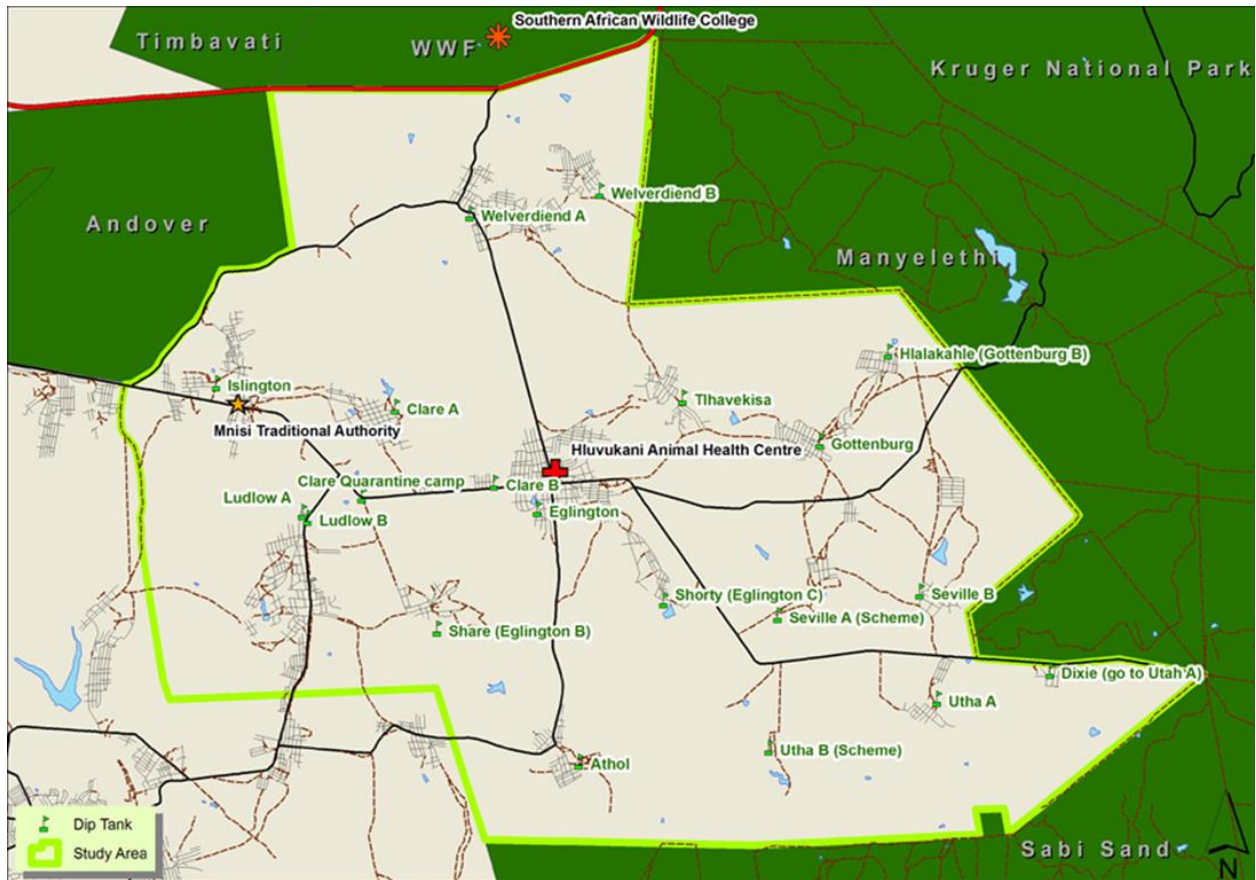 Southern African Wildlife College
Timbavati
WWF
Kruger National Park
Welverdiend B
Andover
Welverdiend A
Manyelethi
Hlalakahle (Gottenburg B)
Islington
Tlhavekisa
Clare A
Mnisi Traditional Authority
Gottenburg
Hluvukani Animal Health Centre
Clare Quarantine camp
Clare B
Ludlow A
Eglington
Ludlow B
Shorty (Eglington C)
Seville B
Seville A (Scheme)
Share (Eglington B)
Dixie (go to Utah A)
Utha A
Utha B (Scheme)
Athol
Dip Tank
Study Area
Sabi Sand
N